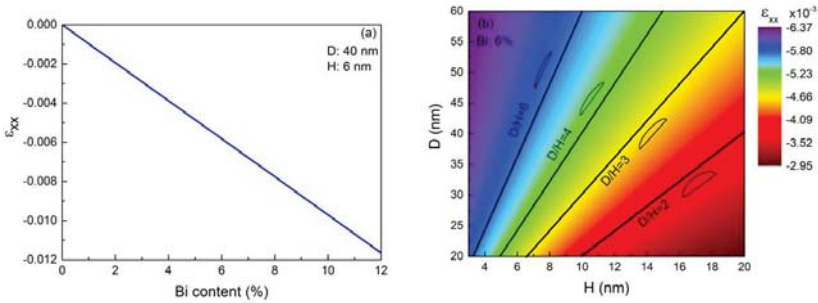 (a)
D: 40 nm
H: 6 nm
0.000
-0.002
-0.004
-0.006
-0.008
-0.010
-0.012
εxx
0 2 4 6 8 10 12
Bi content (%)
(b)
Bi: 6%
D/H=6
D/H=4
D/H=3
D/H=2
60
55
50
45
40
35
30
25
20
D (nm)
4 6 8 10 12 14 16 18 20
H (nm)
εxx ×10⁻³
-6.37
-5.80
-5.23
-4.66
-4.09
-3.52
-2.95